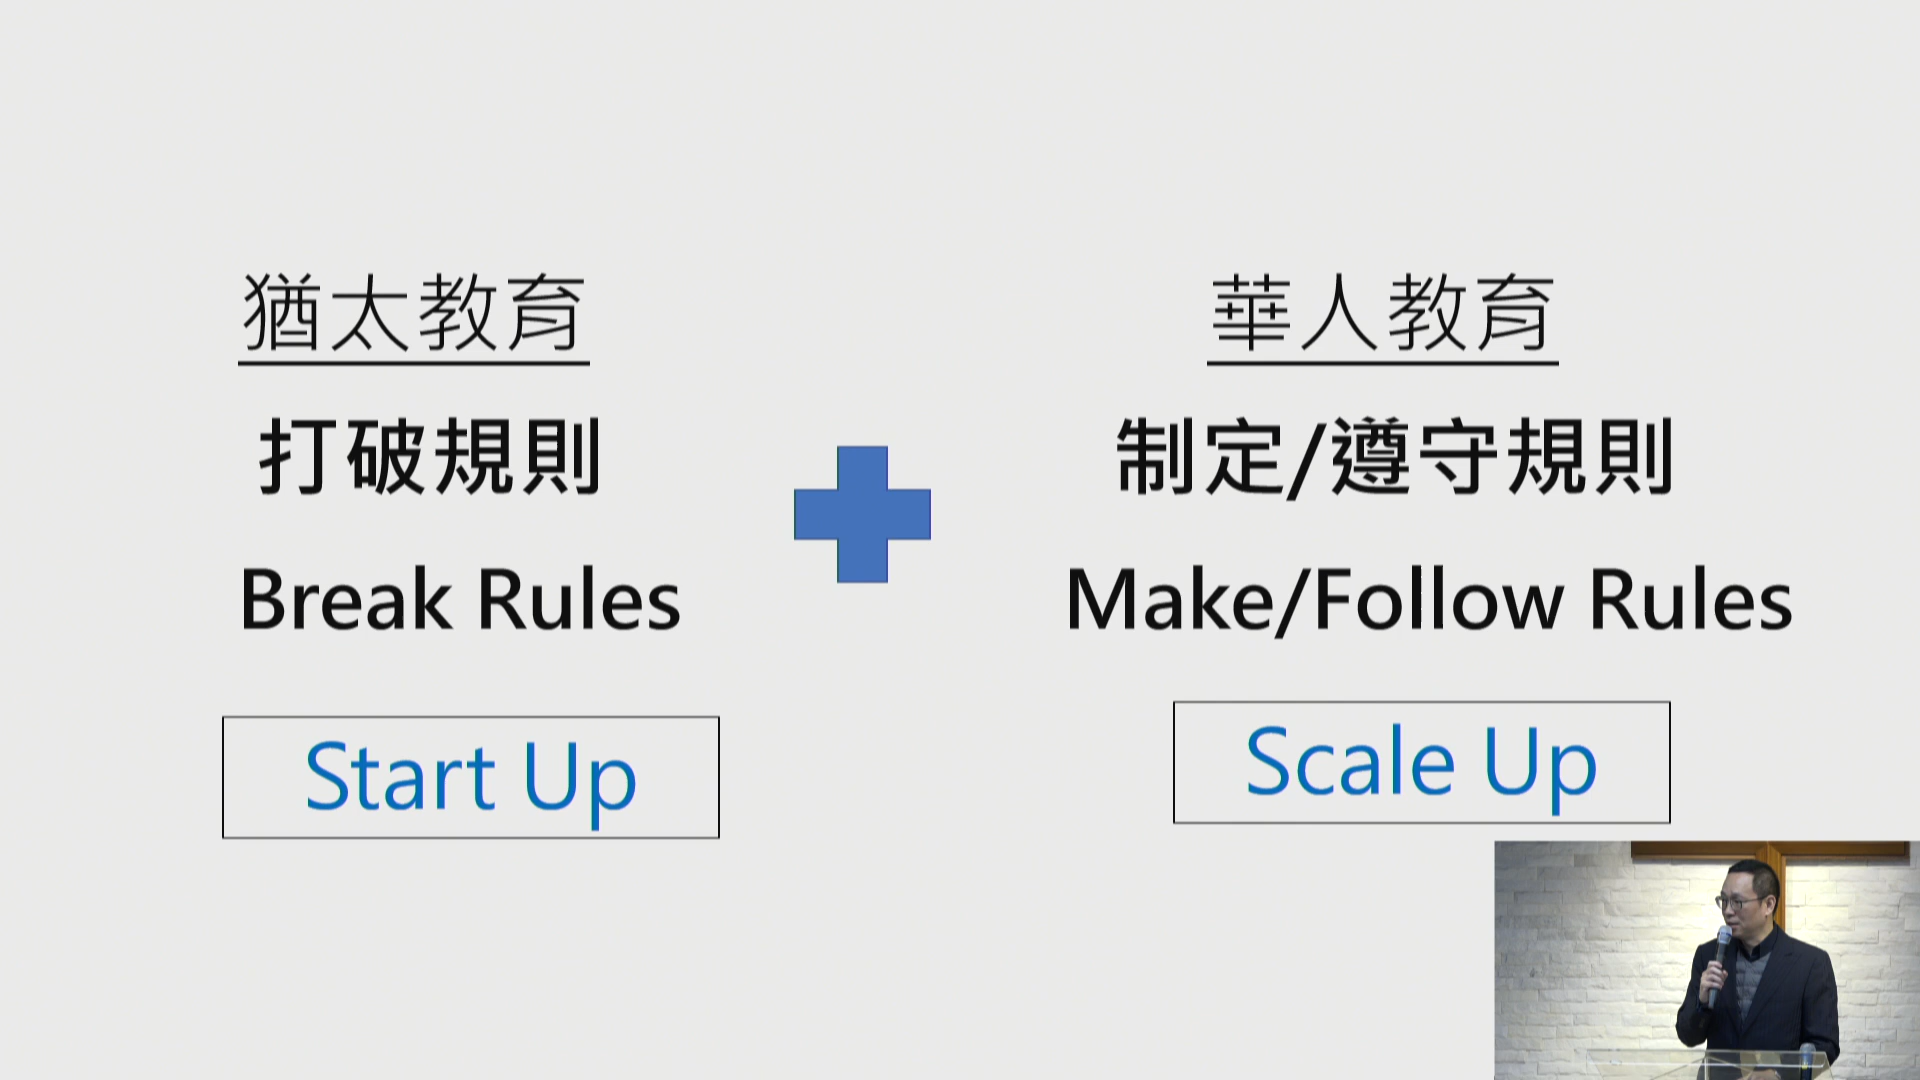 猶太教育
打破規則
Break Rules
Start Up
華人教育
制定/遵守規則
Make/Follow Rules
Scale Up